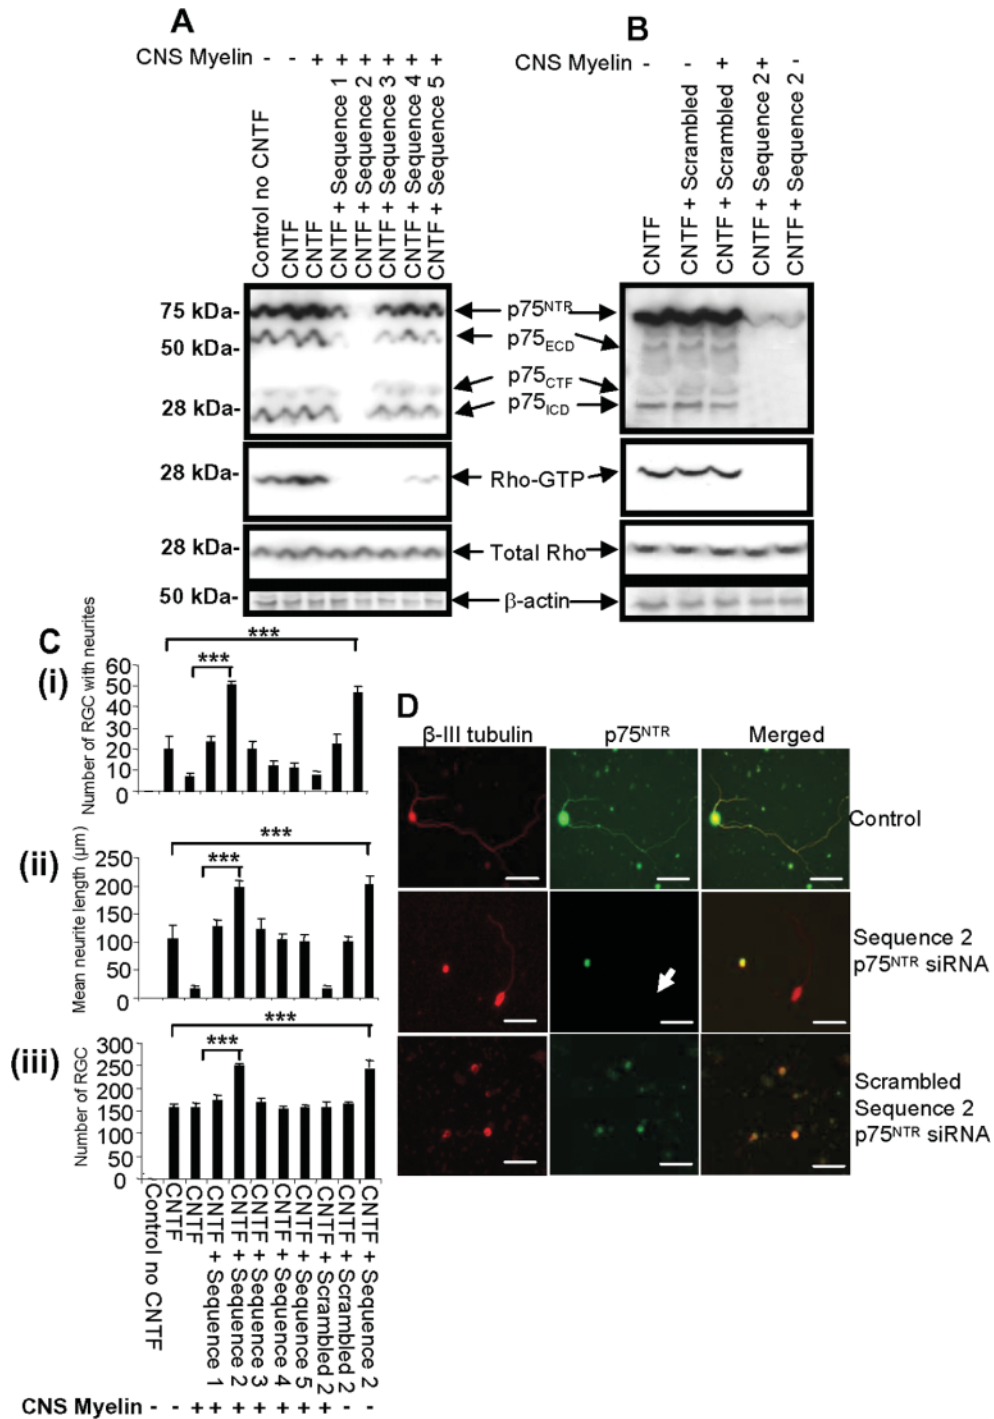 A
CNS Myelin - - + + + + + +
Control no CNTF
CNTF
CNTF
CNTF + Sequence 1
CNTF + Sequence 2
CNTF + Sequence 3
CNTF + Sequence 4
CNTF + Sequence 5
B
CNS Myelin - - + + -
CNTF
CNTF + Scrambled
CNTF + Scrambled
CNTF + Sequence 2
CNTF + Sequence 2
75 kDa-
50 kDa-
28 kDa-
p75NTR
p75ECD
p75CTF
p75ICD
28 kDa-
Rho-GTP
28 kDa-
Total Rho
50 kDa-
β-actin
C
(i)
Number of RGC with neurites
60
50
40
30
20
10
0
***
***
(ii)
Mean neurite length (µm)
250
200
150
100
50
0
***
***
(iii)
Number of RGC
300
250
200
150
100
50
0
***
***
Control no CNTF
CNTF
CNTF
CNTF + Sequence 1
CNTF + Sequence 2
CNTF + Sequence 3
CNTF + Sequence 4
CNTF + Sequence 5
CNTF + Scrambled 2
CNTF + Scrambled 2
CNTF + Sequence 2
CNS Myelin - - + + + + + + + - -
D
β-III tubulin p75NTR Merged
Control
Sequence 2
p75NTR siRNA
Scrambled
Sequence 2
p75NTR siRNA